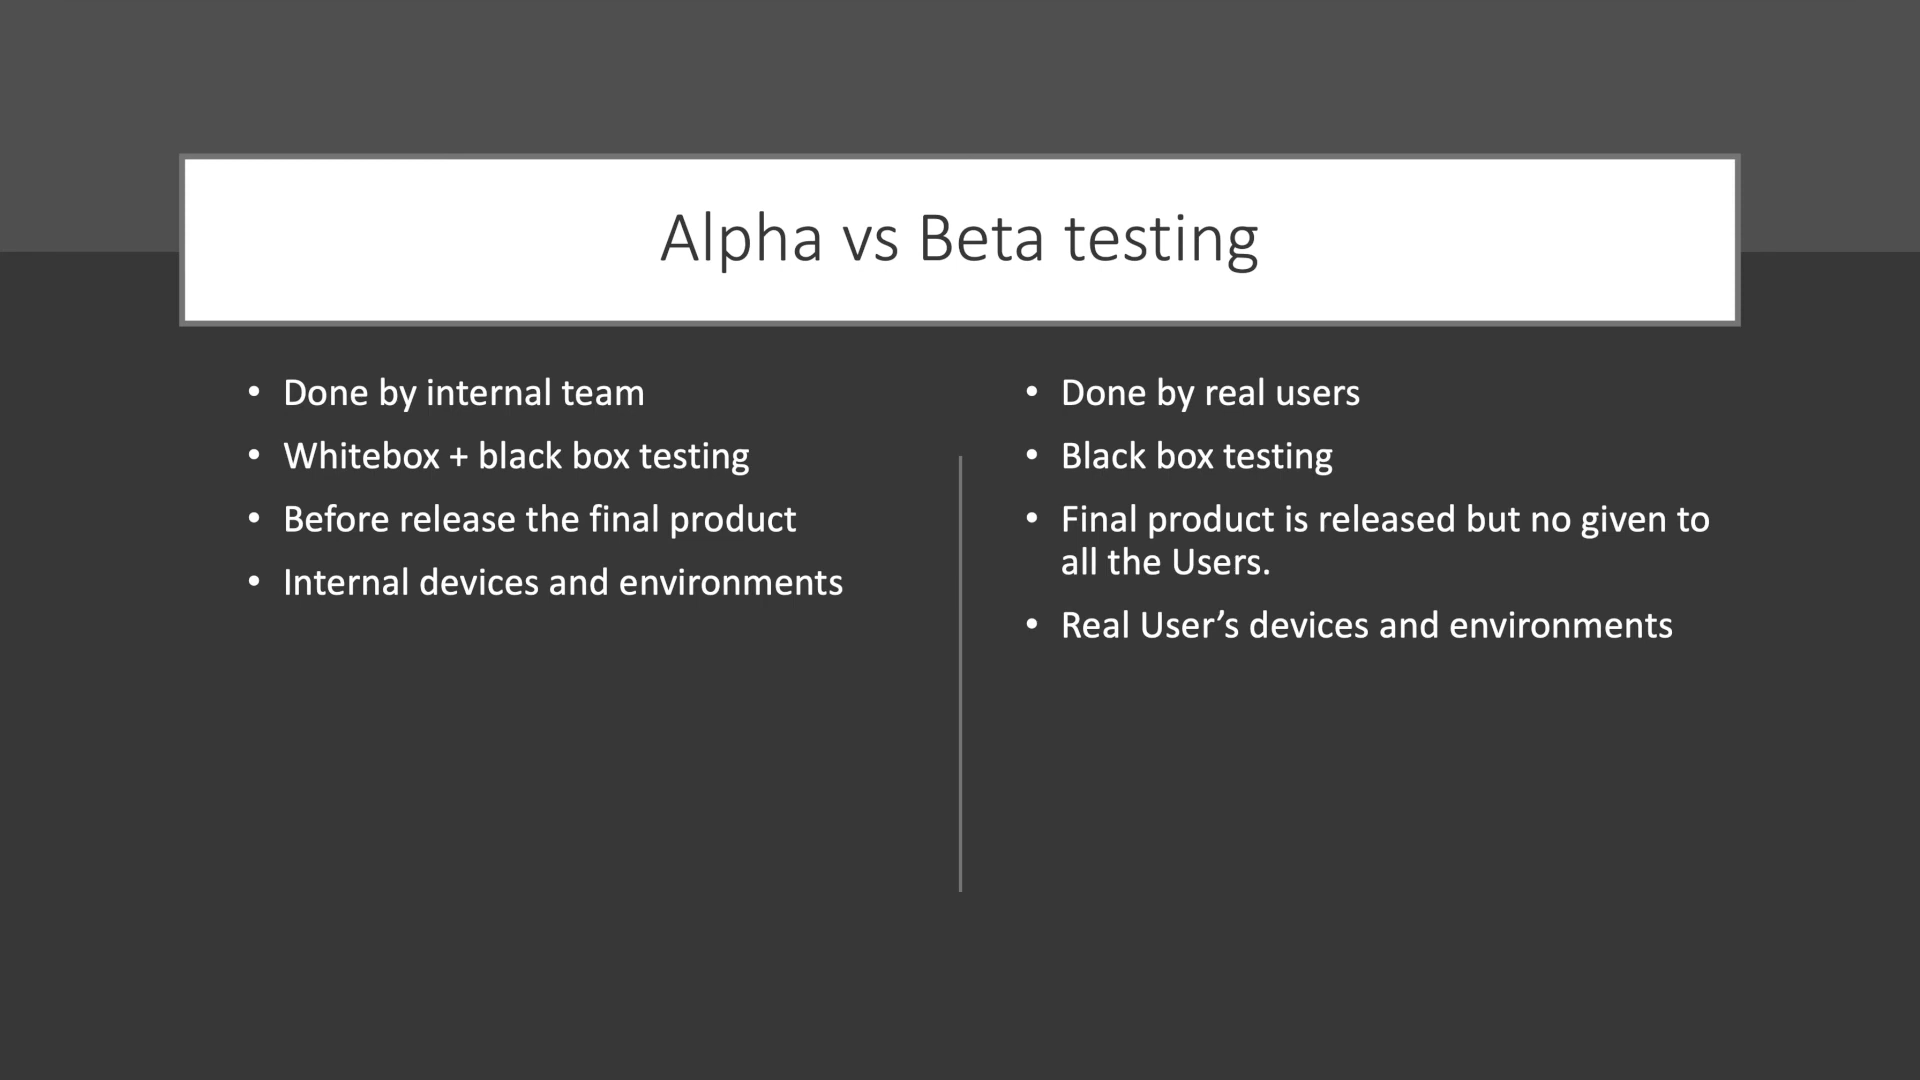 Alpha vs Beta testing
• Done by internal team
• Whitebox + black box testing
• Before release the final product
• Internal devices and environments
• Done by real users
• Black box testing
• Final product is released but no given to
all the Users.
• Real User’s devices and environments